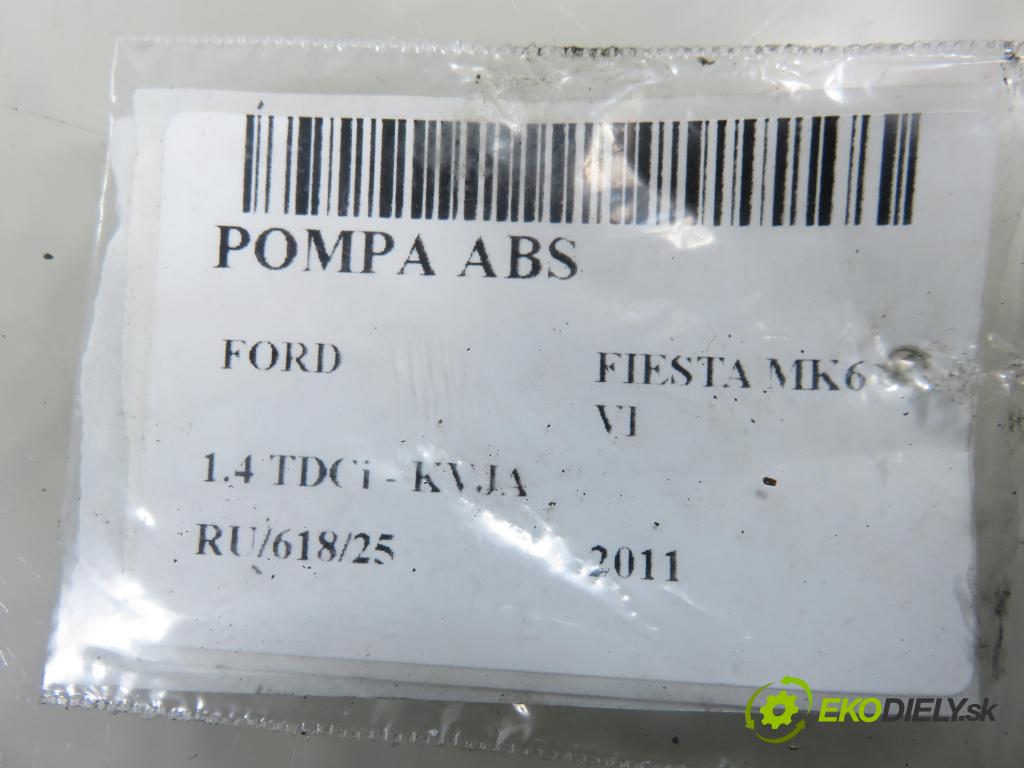 POMPA ABS
FORD FIESTA MK6
VI
1.4 TDCi - KVJA
RU/618/25 2011
EKODIELY.sk